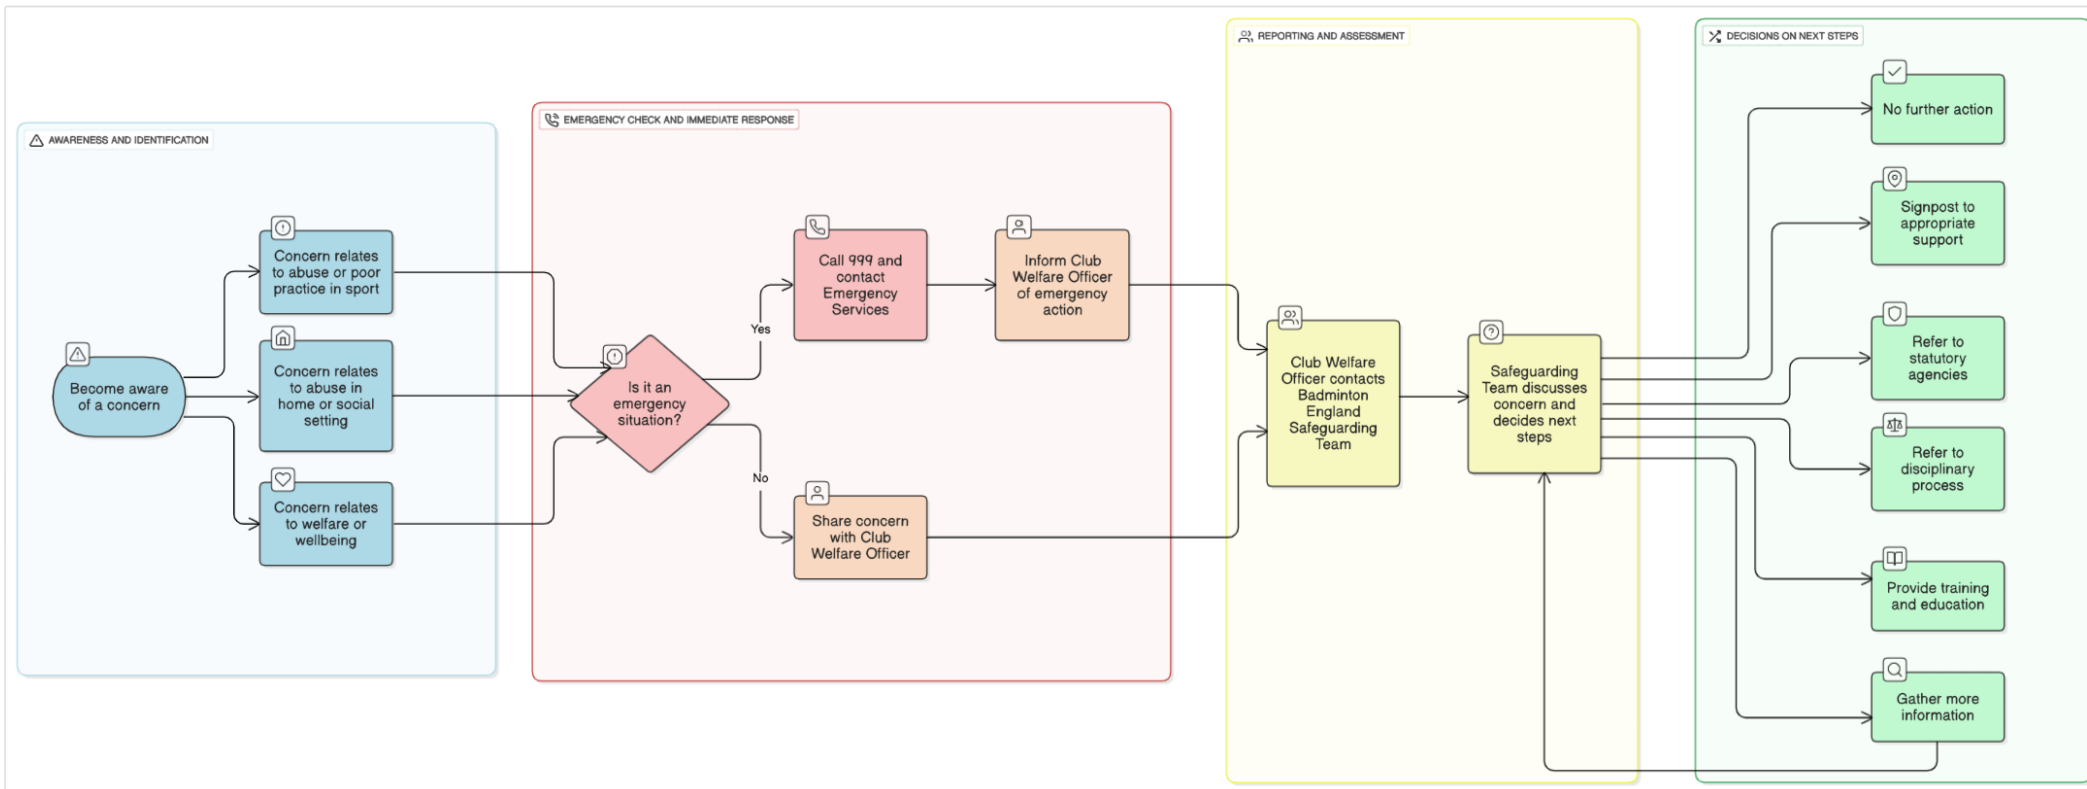 AWARENESS AND IDENTIFICATION
Become aware
of a concern
Concern relates
to abuse or poor
practice in sport
Concern relates
to abuse in
home or social
setting
Concern relates
to welfare or
wellbeing
EMERGENCY CHECK AND IMMEDIATE RESPONSE
Is it an
emergency
situation?
Yes
No
Call 999 and
contact
Emergency
Services
Inform Club
Welfare Officer
of emergency
action
Share concern
with Club
Welfare Officer
REPORTING AND ASSESSMENT
Club Welfare
Officer contacts
Badminton
England
Safeguarding
Team
Safeguarding
Team discusses
concern and
decides next
steps
DECISIONS ON NEXT STEPS
No further action
Signpost to
appropriate
support
Refer to
statutory
agencies
Refer to
disciplinary
process
Provide training
and education
Gather more
information